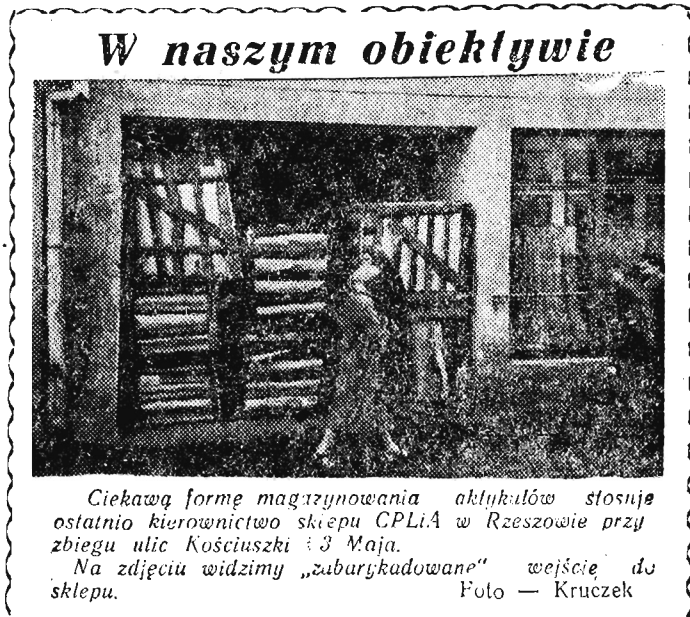 W naszym obiektywie
Ciekawą formę magazynowania artykułów stosuje
ostatnio kierownictwo sklepu CPLiA w Rzeszowie przy
zbiegu ulic Kościuszki i 3 Maja.
Na zdjęciu widzimy „zabarykadowane" wejście do
sklepu. Foto — Kruczek